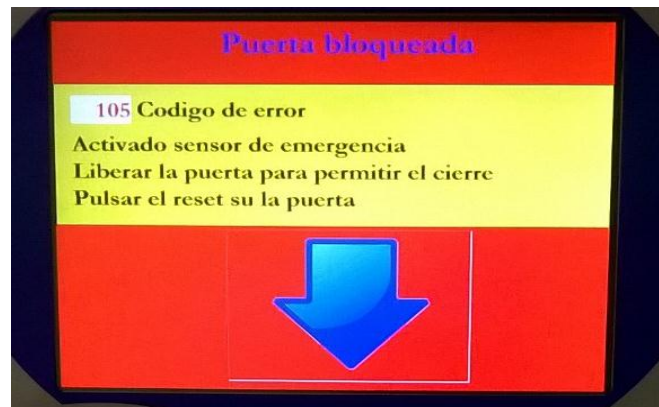 Puerta bloqueada
105 Codigo de error
Activado sensor de emergencia
Liberar la puerta para permitir el cierre
Pulsar el reset su la puerta